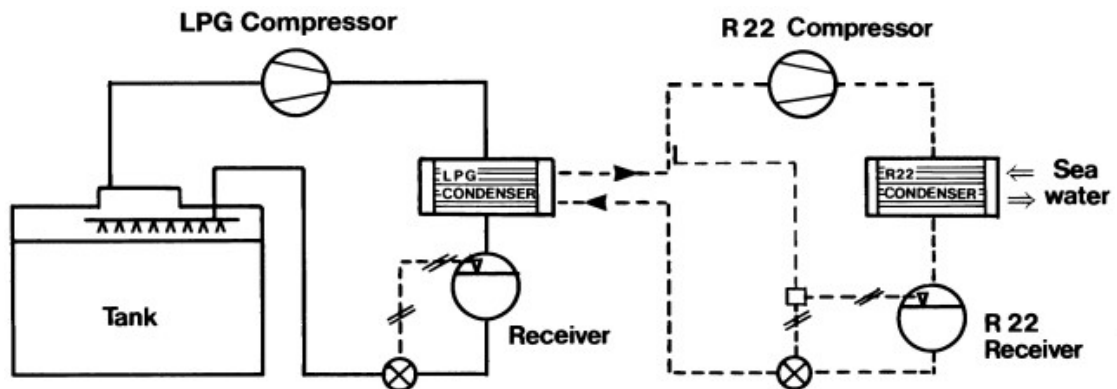 LPG Compressor
R 22 Compressor
LPG
CONDENSER
R22
CONDENSER
Sea
water
Tank
Receiver
R 22
Receiver